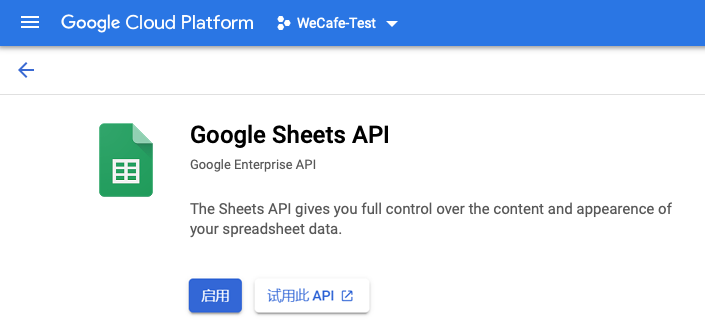 Google Cloud Platform WeCafe-Test
Google Sheets API
Google Enterprise API
The Sheets API gives you full control over the content and appearence of
your spreadsheet data.
启用 试用此 API